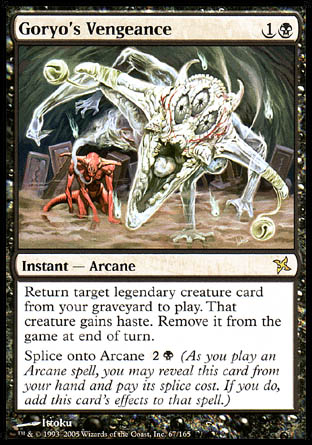 Goryo's Vengeance 1
Instant — Arcane
Return target legendary creature card
from your graveyard to play. That
creature gains haste. Remove it from
the game at end of turn.
Splice onto Arcane 2 (As you play an
Arcane spell, you may reveal this card from
your hand and pay its splice cost. If you do,
add this card's effects to that spell.)
Istoku
™ & © 1993–2005 Wizards of the Coast, Inc. 67/165